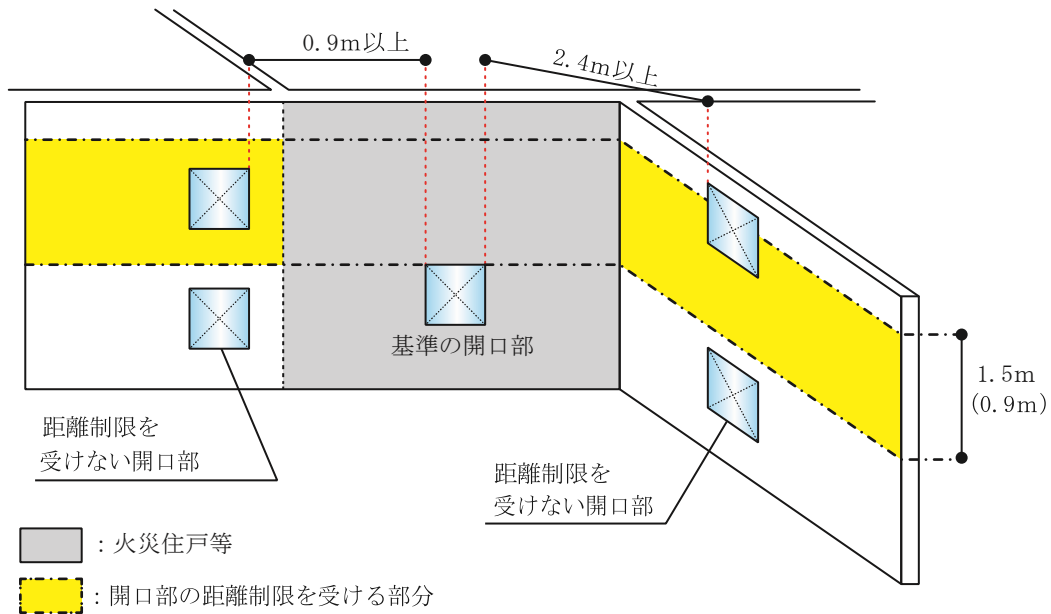 0.9m以上
2.4m以上
基準の開口部
1.5m
(0.9m)
距離制限を
受けない開口部
距離制限を
受けない開口部
：火災住戸等
：開口部の距離制限を受ける部分